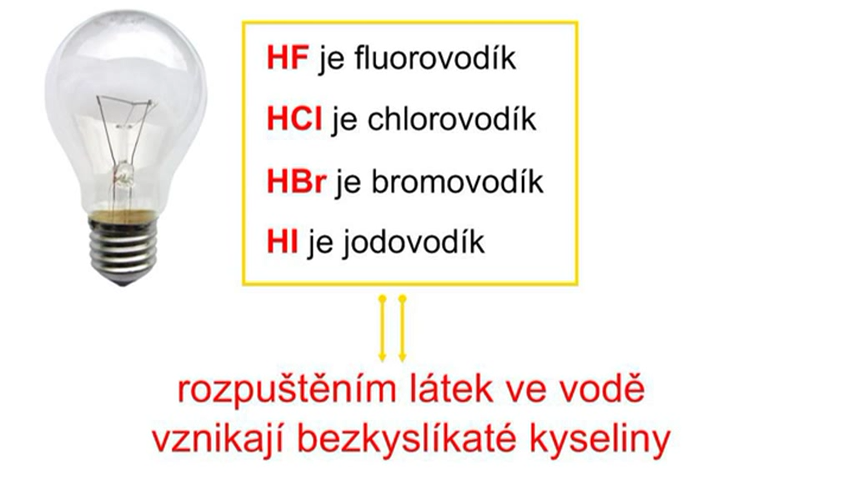 HF je fluorovodík
HCl je chlorovodík
HBr je bromovodík
HI je jodovodík
rozpuštěním látek ve vodě
vznikají bezkyslíkaté kyseliny